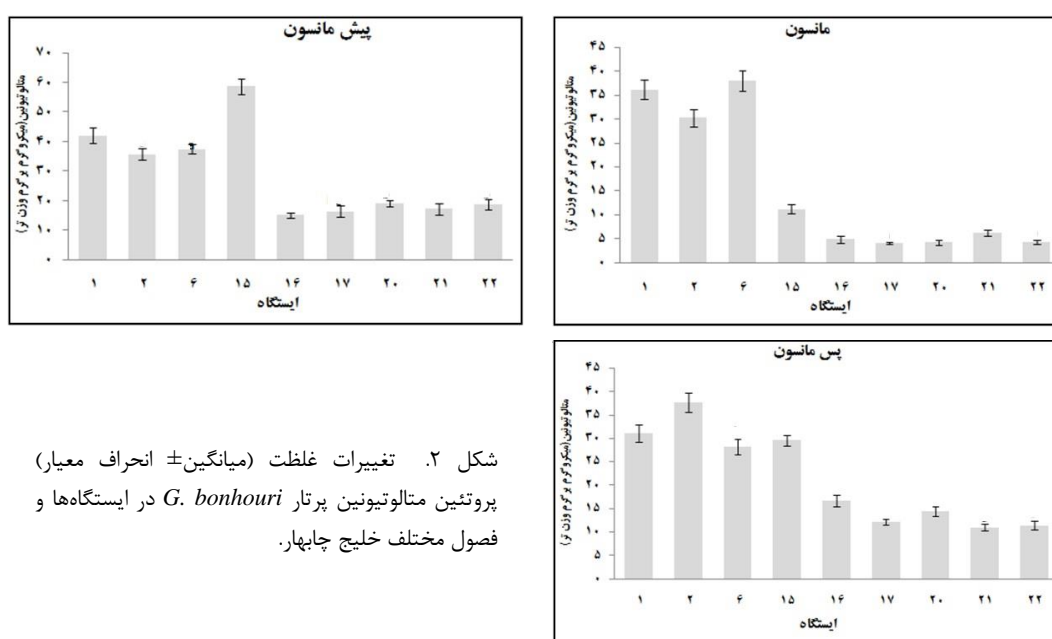 پیش مانسون
متالوتیونین(میکروگرم بر گرم وزن تر)
۷۰
۶۰
۵۰
۴۰
۳۰
۲۰
۱۰
۰
۱ ۲ ۶ ۱۵ ۱۶ ۱۷ ۲۰ ۲۱ ۲۲
ایستگاه
مانسون
متالوتیونین(میکروگرم بر گرم وزن تر)
۴۵
۴۰
۳۵
۳۰
۲۵
۲۰
۱۵
۱۰
۵
۰
۱ ۲ ۶ ۱۵ ۱۶ ۱۷ ۲۰ ۲۱ ۲۲
ایستگاه
پس مانسون
متالوتیونین(میکروگرم بر گرم وزن تر)
۴۵
۴۰
۳۵
۳۰
۲۵
۲۰
۱۵
۱۰
۵
۰
۱ ۲ ۶ ۱۵ ۱۶ ۱۷ ۲۰ ۲۱ ۲۲
ایستگاه
شکل ۲. تغییرات غلظت (میانگین± انحراف معیار)
پروتئین متالوتیونین پرتار G. bonhouri در ایستگاه‌ها و
فصول مختلف خلیج چابهار.